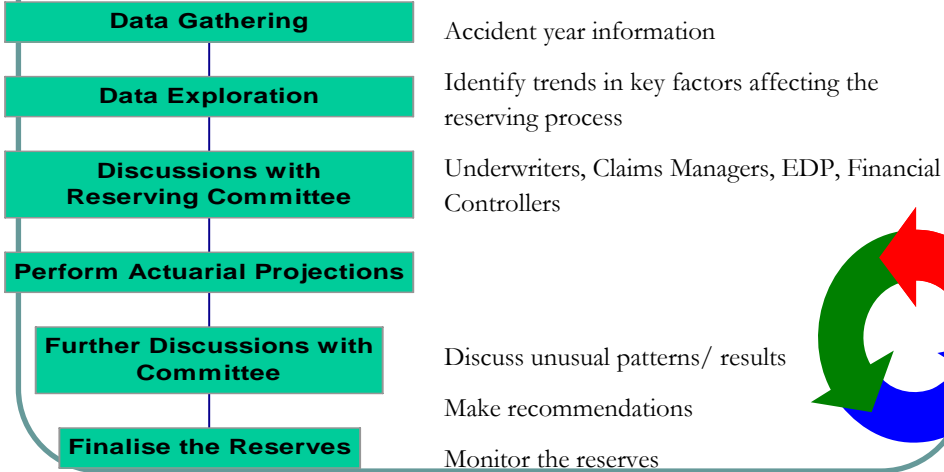 Data Gathering
Accident year information
Data Exploration
Identify trends in key factors affecting the
reserving process
Discussions with
Reserving Committee
Underwriters, Claims Managers, EDP, Financial
Controllers
Perform Actuarial Projections
Further Discussions with
Committee
Discuss unusual patterns/ results
Make recommendations
Finalise the Reserves
Monitor the reserves